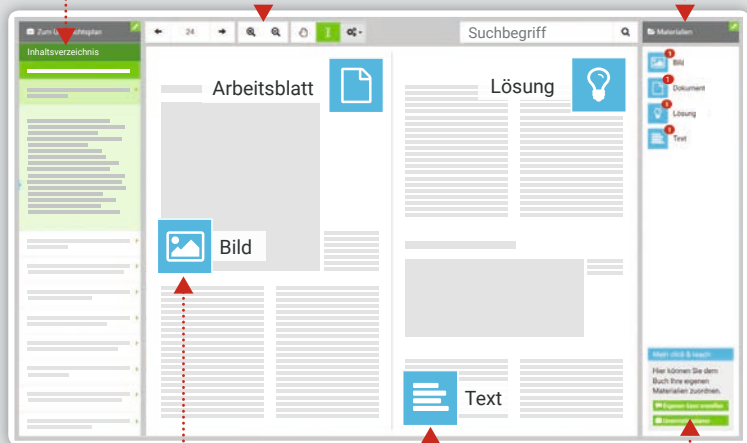 Zum Unterrichtsplan
Inhaltsverzeichnis
24
Suchbegriff
Materialien
Arbeitsblatt
Lösung
Bild
Text
Bild
Dokument
Lösung
Text
Mein click & teach
Hier können Sie dem
Buch Ihre eigenen
Materialien zuordnen.